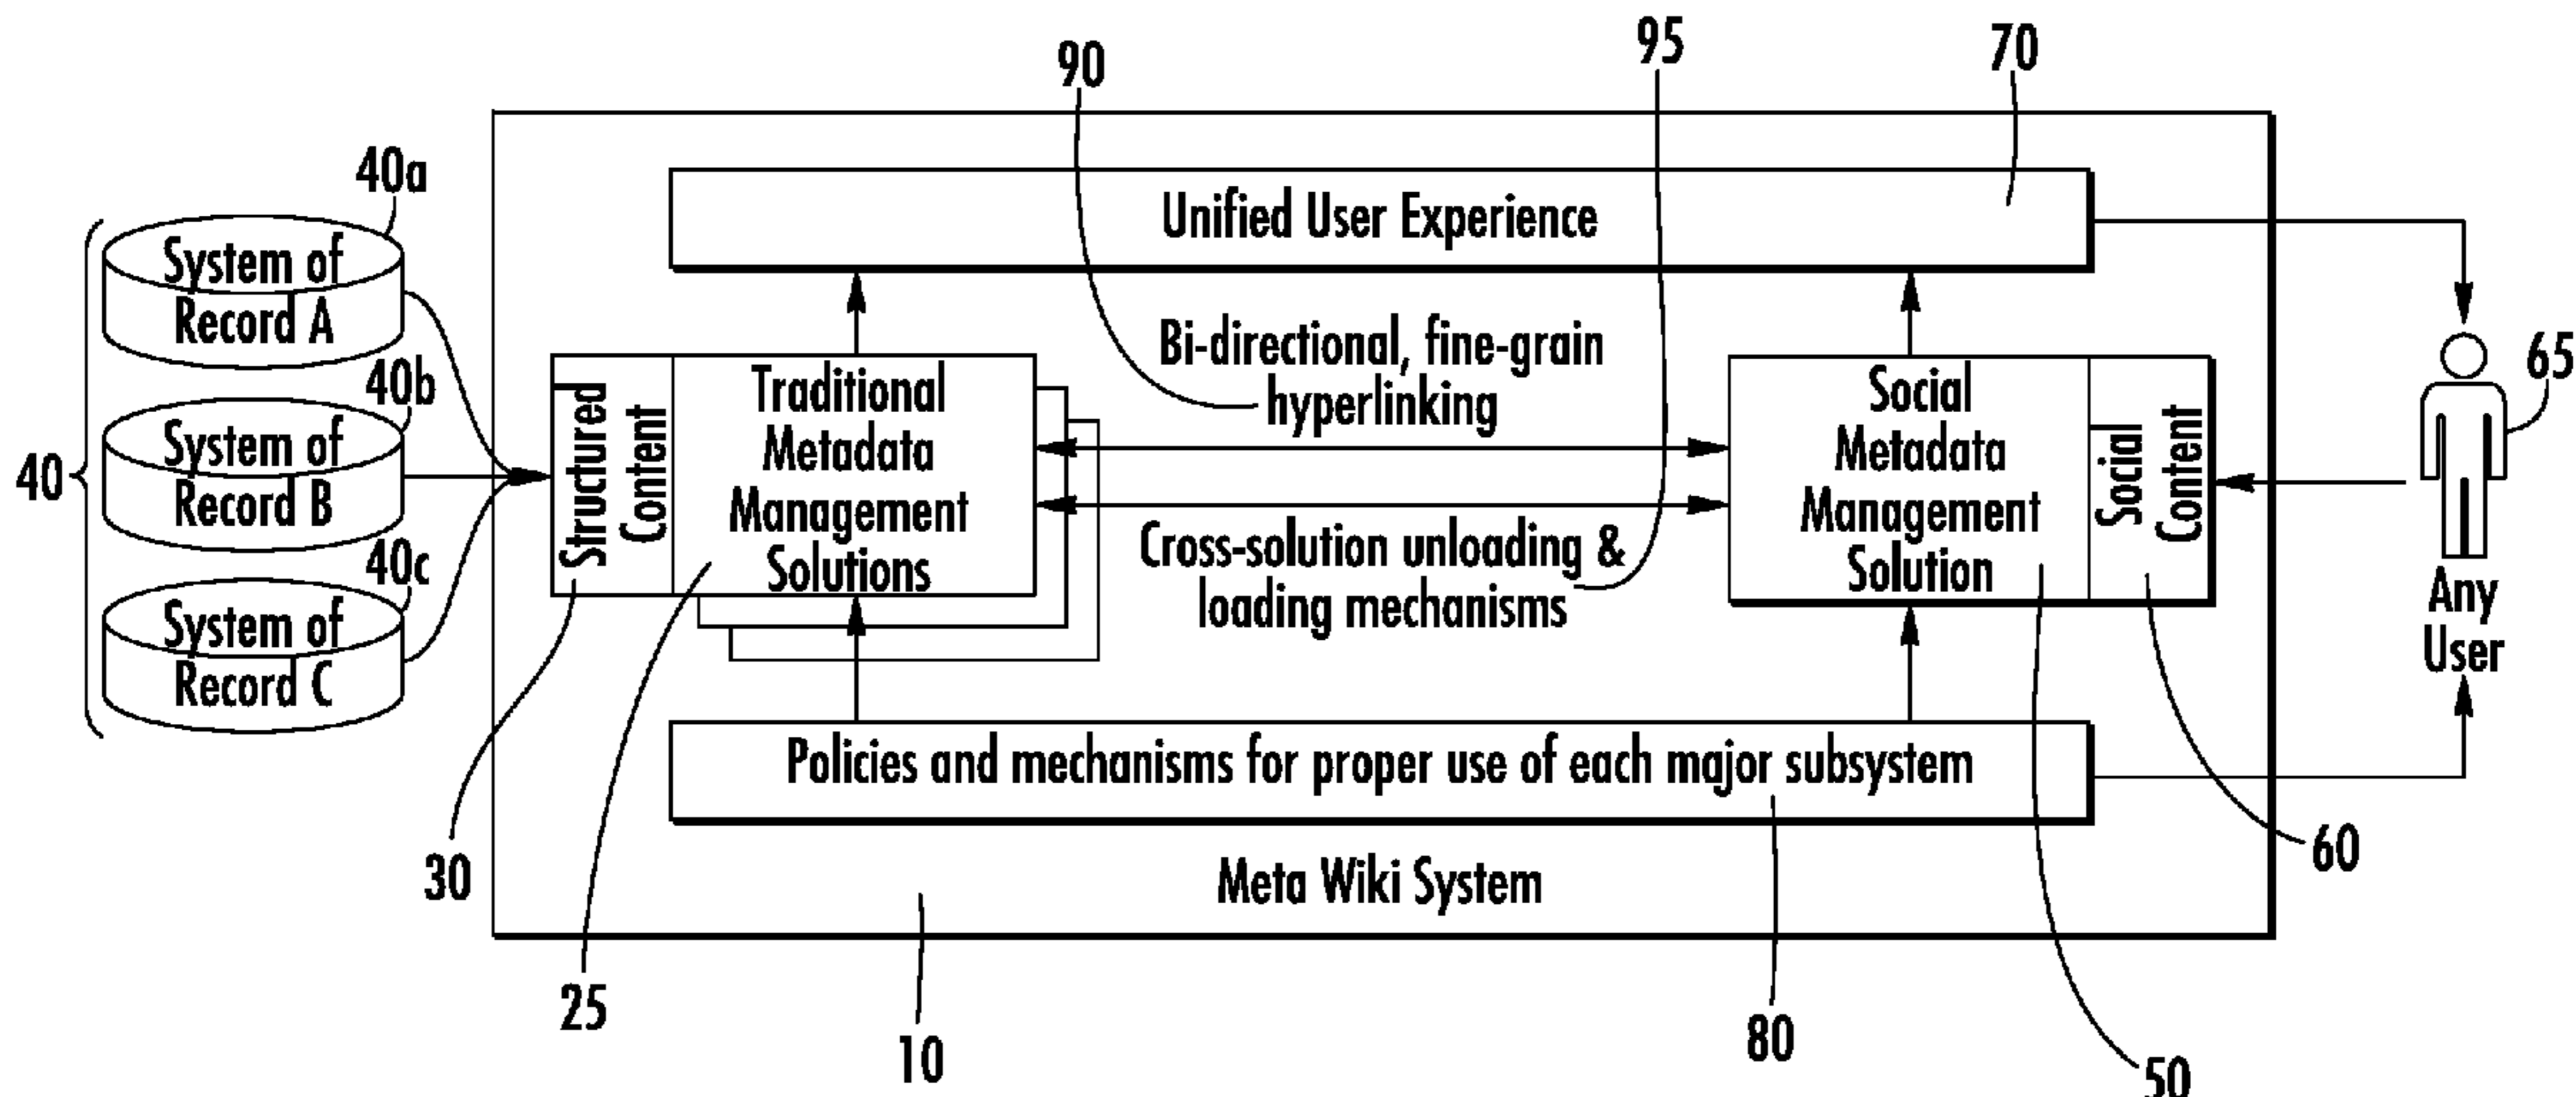 90
95
70
40a
Unified User Experience
System of
Record A
40b
40
System of
Record B
40c
System of
Record C
Structured
Content
Traditional
Metadata
Management
Solutions
Bi-directional, fine-grain
hyperlinking
Cross-solution unloading &
loading mechanisms
Social
Metadata
Management
Solution
Social
Content
65
Any
User
Policies and mechanisms for proper use of each major subsystem
30
Meta Wiki System
60
25
10
80
50